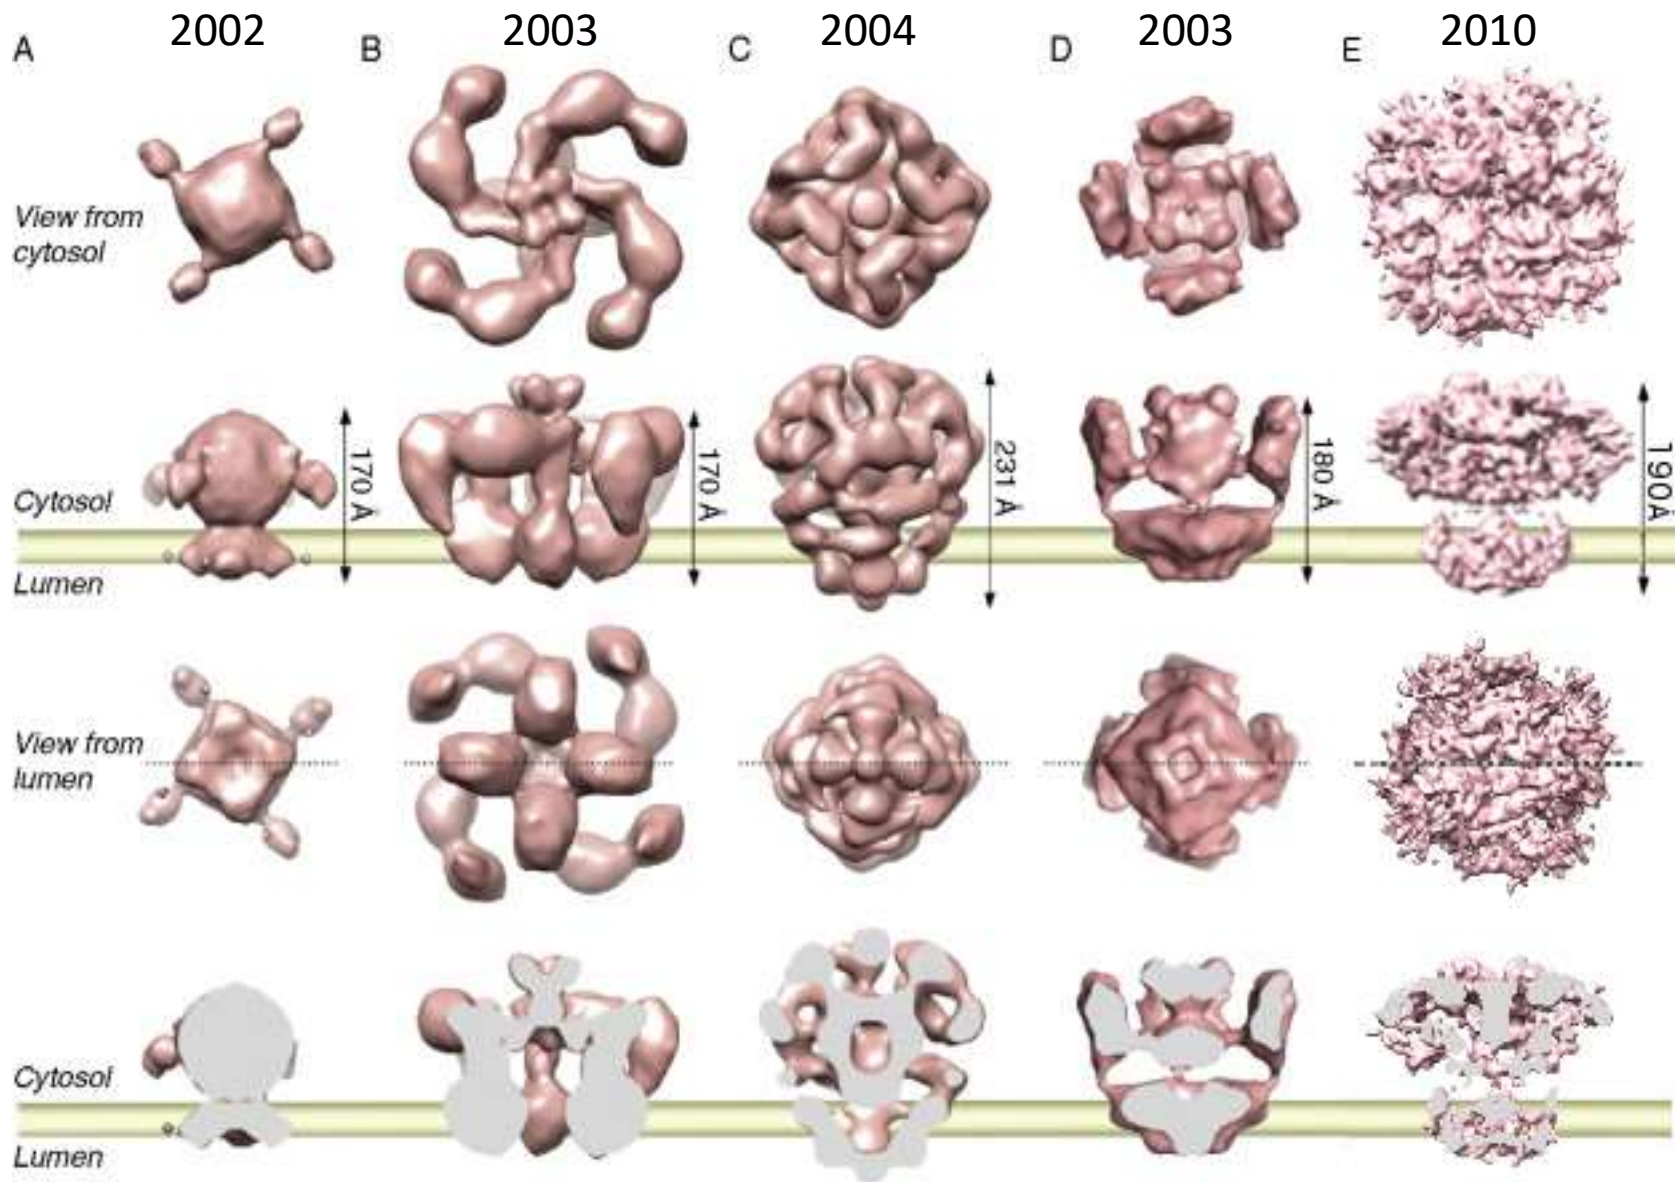 2002
2003
2004
2003
2010
A
B
C
D
E
View from
cytosol
170 Å
170 Å
231 Å
180 Å
190Å
Cytosol
Lumen
View from
lumen
Cytosol
Lumen